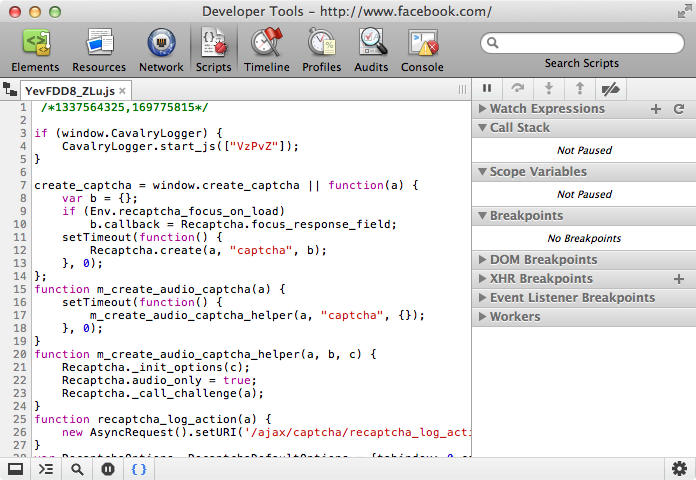 Developer Tools – http://www.facebook.com/
Elements Resources Network Scripts Timeline Profiles Audits Console
Search Scripts
YevFDD8_ZLu.js ×
1 /*1337564325,169775815*/
2
3 if (window.CavalryLogger) {
4 CavalryLogger.start_js(["VzPvZ"]);
5 }
6
7 create_captcha = window.create_captcha || function(a) {
8 var b = {};
9 if (Env.recaptcha_focus_on_load)
10 b.callback = Recaptcha.focus_response_field;
11 setTimeout(function() {
12 Recaptcha.create(a, "captcha", b);
13 }, 0);
14 };
15 function m_create_audio_captcha(a) {
16 setTimeout(function() {
17 m_create_audio_captcha_helper(a, "captcha", {});
18 }, 0);
19 }
20 function m_create_audio_captcha_helper(a, b, c) {
21 Recaptcha._init_options(c);
22 Recaptcha.audio_only = true;
23 Recaptcha._call_challenge(a);
24 }
25 function recaptcha_log_action(a) {
26 new AsyncRequest().setURI('/ajax/captcha/recaptcha_log_acti
27 }
Watch Expressions
Call Stack
Not Paused
Scope Variables
Not Paused
Breakpoints
No Breakpoints
DOM Breakpoints
XHR Breakpoints
Event Listener Breakpoints
Workers
{ }